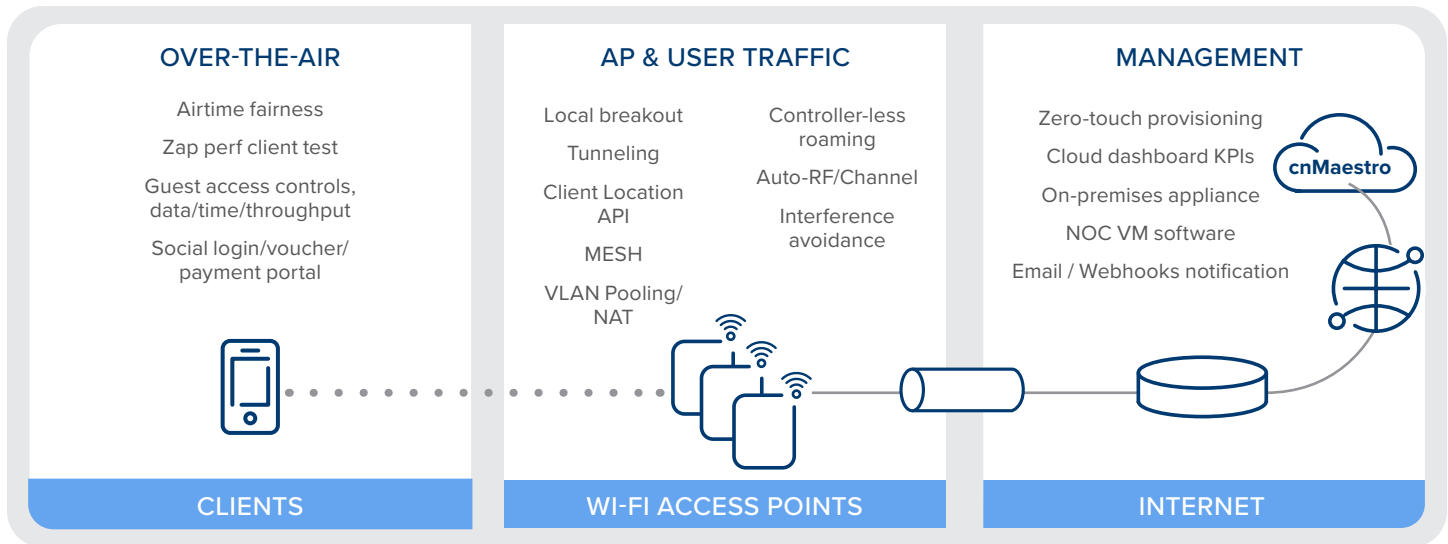 OVER-THE-AIR
Airtime fairness
Zap perf client test
Guest access controls,
data/time/throughput
Social login/voucher/
payment portal
CLIENTS
AP & USER TRAFFIC
Local breakout
Tunneling
Client Location
API
MESH
VLAN Pooling/
NAT
Controller-less
roaming
Auto-RF/Channel
Interference
avoidance
WI-FI ACCESS POINTS
MANAGEMENT
Zero-touch provisioning
Cloud dashboard KPIs
On-premises appliance
NOC VM software
Email / Webhooks notification
cnMaestro
INTERNET